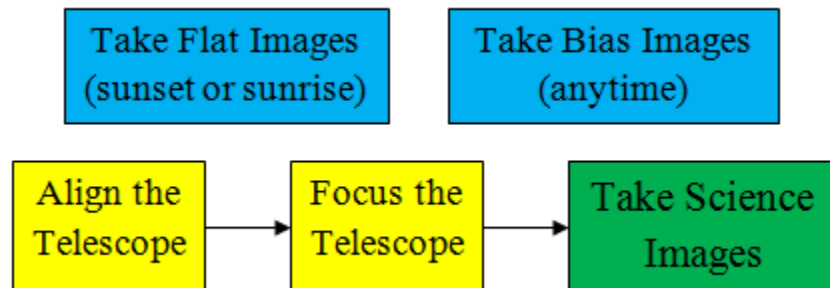 Take Flat Images
(sunset or sunrise)
Take Bias Images
(anytime)
Align the
Telescope
Focus the
Telescope
Take Science
Images